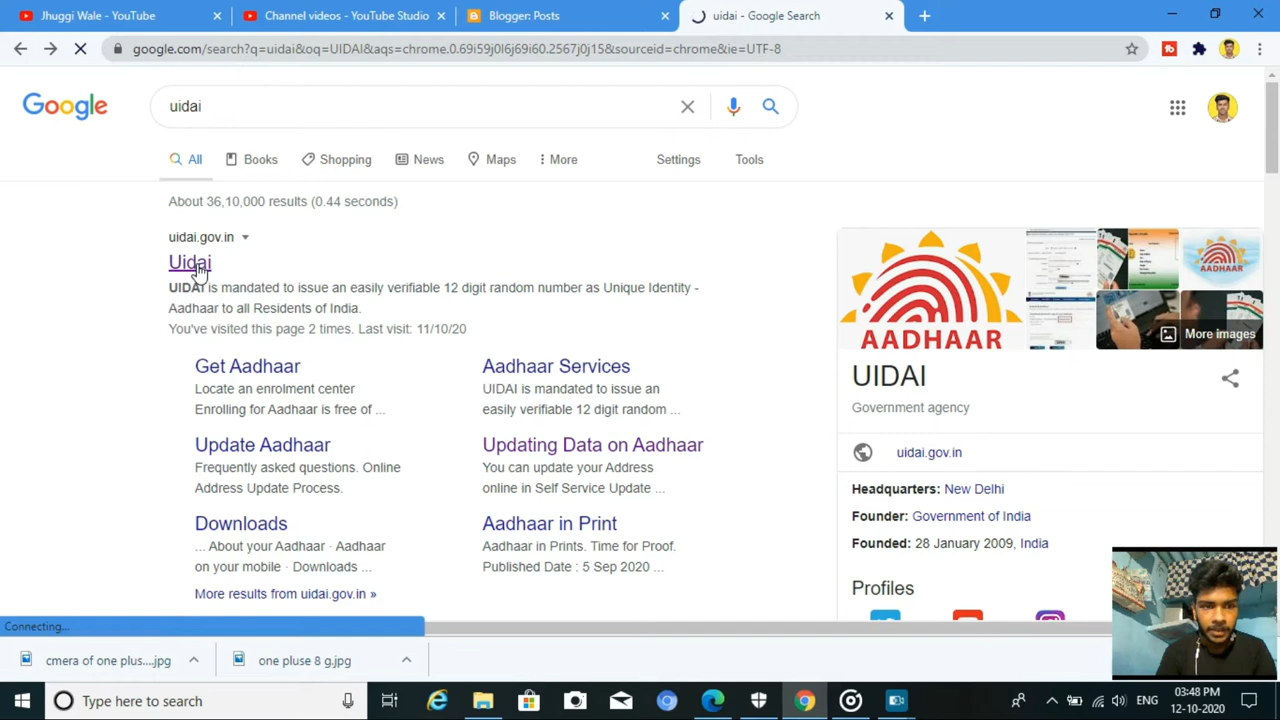 Jhuggi Wale - YouTube
Channel videos - YouTube Studio
Blogger: Posts
uidai - Google Search
google.com/search?q=uidai&oq=UIDAI&aqs=chrome.0.69i59j0l6j69i60.2567j0j15&sourceid=chrome&ie=UTF-8
Google
uidai
All
Books
Shopping
News
Maps
More
Settings
Tools
About 36,10,000 results (0.44 seconds)
uidai.gov.in
Uidai
UIDAI is mandated to issue an easily verifiable 12 digit random number as Unique Identity -
Aadhaar to all Residents of India.
You've visited this page 2 times. Last visit: 11/10/20
Get Aadhaar
Locate an enrolment center
Enrolling for Aadhaar is free of ...
Aadhaar Services
UIDAI is mandated to issue an
easily verifiable 12 digit random ...
Update Aadhaar
Frequently asked questions. Online
Address Update Process.
Updating Data on Aadhaar
You can update your Address
online in Self Service Update ...
Downloads
... About your Aadhaar · Aadhaar
on your mobile · Downloads ...
Aadhaar in Print
Aadhaar in Prints. Time for Proof.
Published Date : 5 Sep 2020 ...
More results from uidai.gov.in »
AADHAAR
AADHAAR
More images
UIDAI
Government agency
uidai.gov.in
Headquarters: New Delhi
Founder: Government of India
Founded: 28 January 2009, India
Profiles
Connecting...
cmera of one plus....jpg
one pluse 8 g.jpg
Type here to search
ENG
03:48 PM
12-10-2020